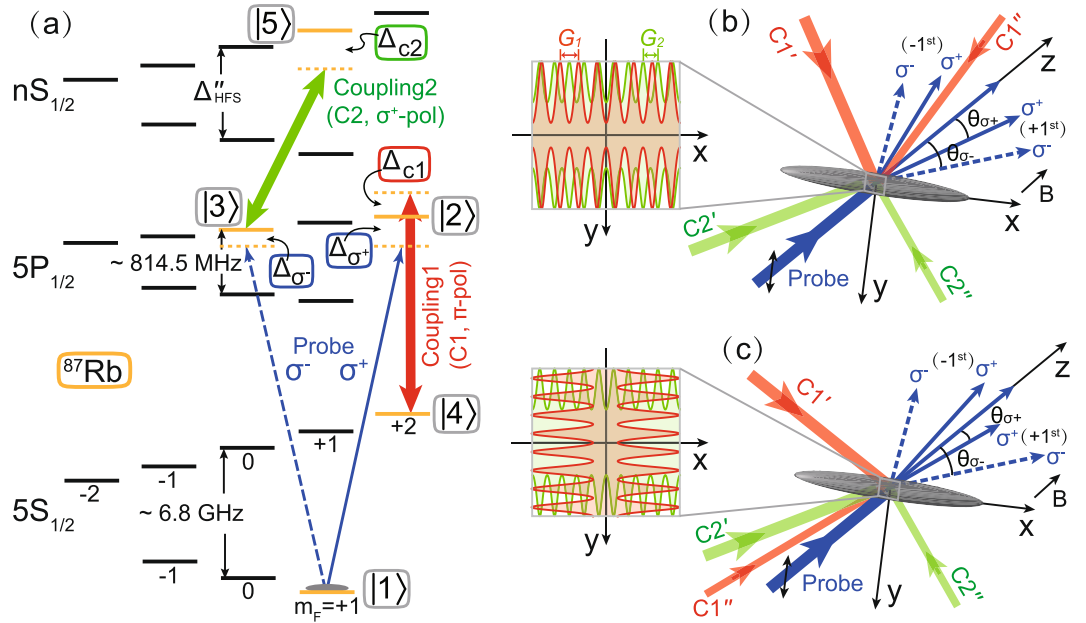 (a)
|5⟩
Δc2
nS1/2
Δ″HFS
Coupling2
(C2, σ+-pol)
Δc1
|3⟩
|2⟩
5P1/2
~ 814.5 MHz
Δσ-
Δσ+
Coupling1
(C1, π-pol)
87Rb
Probe
σ- σ+
|4⟩
+2
+1
0
-1
-2
5S1/2
~ 6.8 GHz
-1
0
mF=+1
|1⟩
(b)
G1
G2
x
y
C1′
C1″
(-1st)
σ-
σ+
z
θσ+
σ+
(+1st)
θσ-
σ-
B
x
C2′
Probe
y
C2″
(c)
x
y
C1′
(-1st)
σ-
σ+
z
θσ+
σ+ (+1st)
θσ-
σ-
B
x
C2′
C1″
Probe
y
C2″